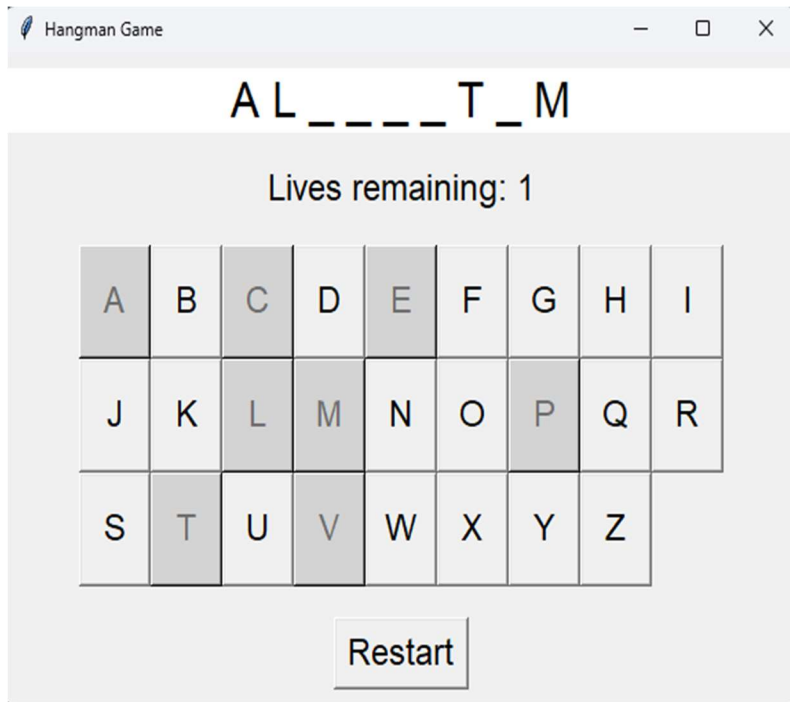 Hangman Game
A L _ _ _ _ T _ M
Lives remaining: 1
A B C D E F G H I
J K L M N O P Q R
S T U V W X Y Z
Restart